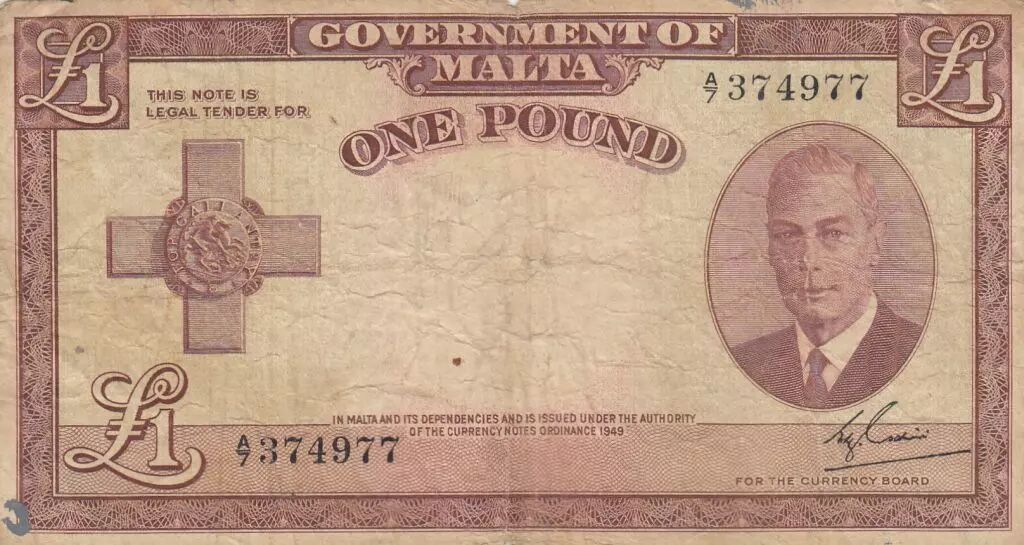 GOVERNMENT OF
MALTA
£1
£1
A/7 374977
THIS NOTE IS
LEGAL TENDER FOR
ONE POUND
FOR GALLANTRY
£1
IN MALTA AND ITS DEPENDENCIES AND IS ISSUED UNDER THE AUTHORITY
OF THE CURRENCY NOTES ORDINANCE 1949
A/7 374977
FOR THE CURRENCY BOARD